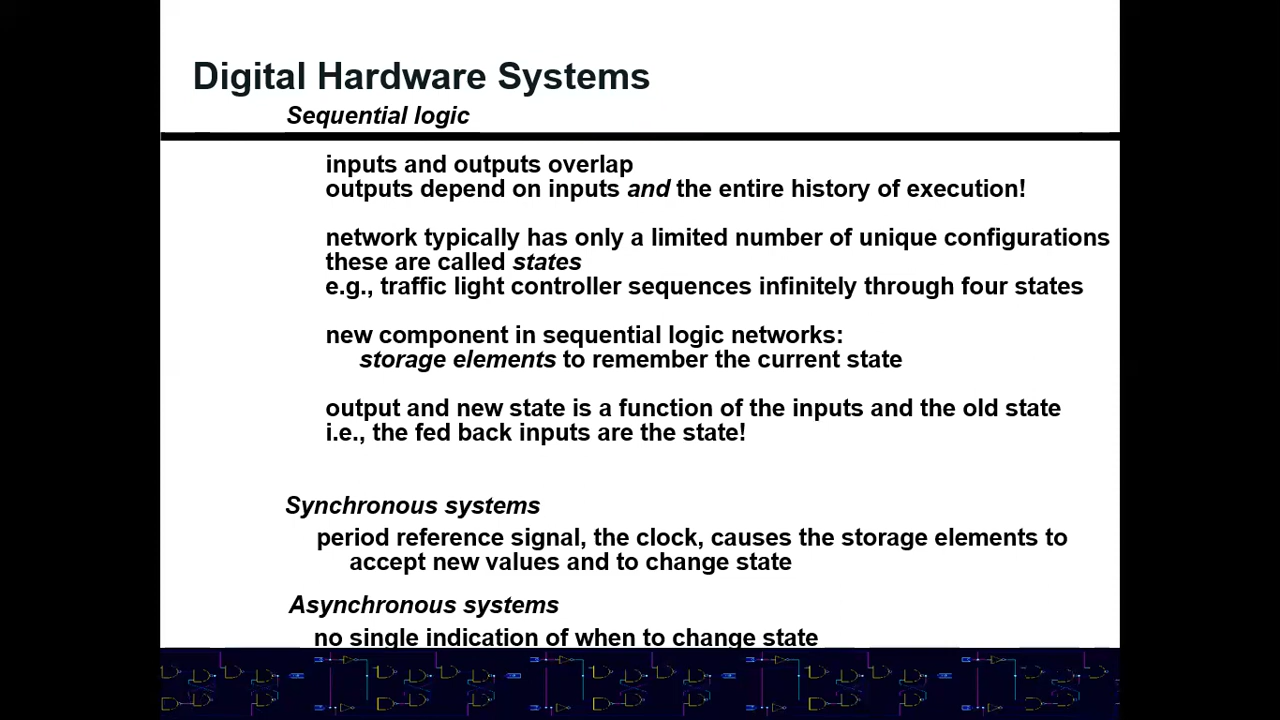 Digital Hardware Systems
Sequential logic
inputs and outputs overlap
outputs depend on inputs and the entire history of execution!
network typically has only a limited number of unique configurations
these are called states
e.g., traffic light controller sequences infinitely through four states
new component in sequential logic networks:
storage elements to remember the current state
output and new state is a function of the inputs and the old state
i.e., the fed back inputs are the state!
Synchronous systems
period reference signal, the clock, causes the storage elements to
accept new values and to change state
Asynchronous systems
no single indication of when to change state